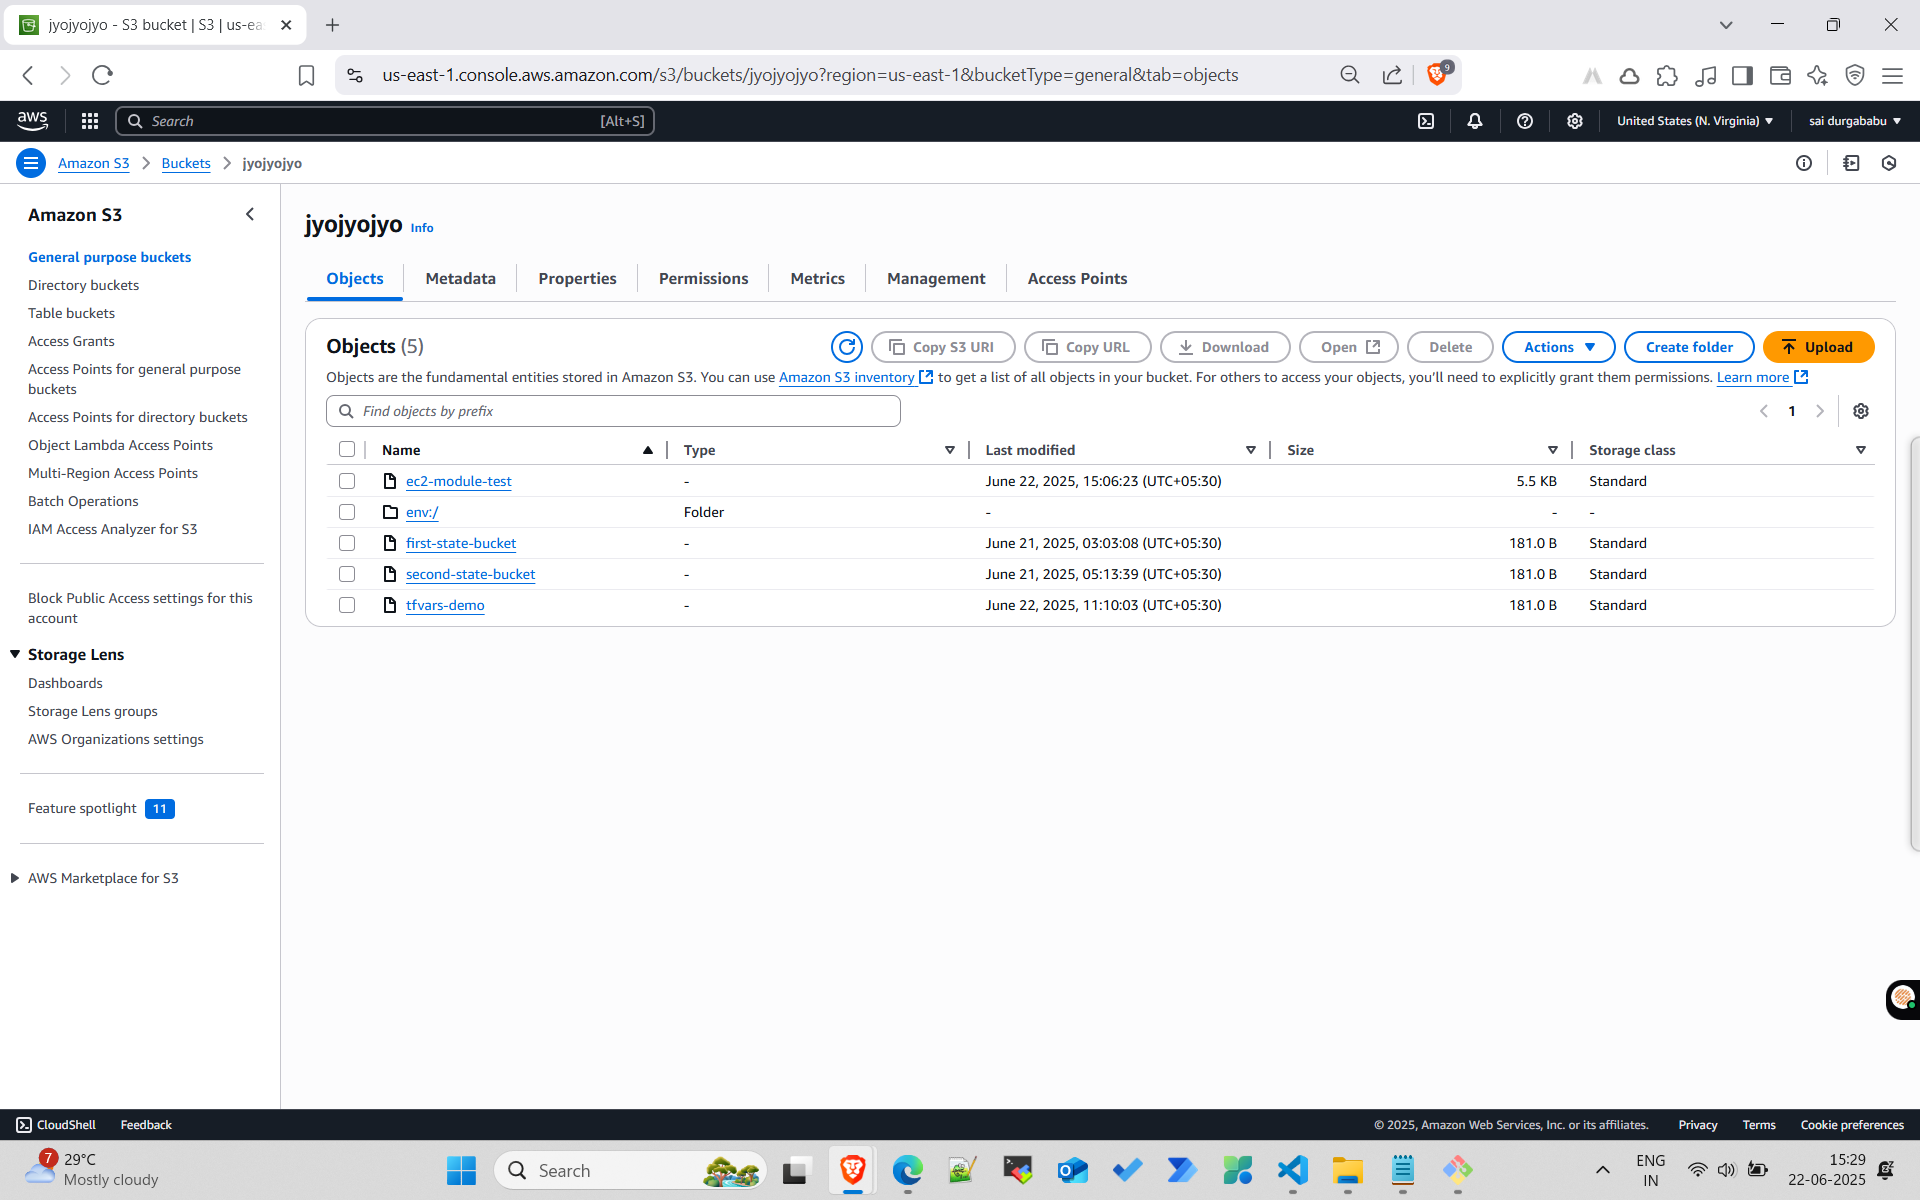 jyojyojyo - S3 bucket | S3 | us-ea
us-east-1.console.aws.amazon.com/s3/buckets/jyojyojyo?region=us-east-1&bucketType=general&tab=objects
9
aws
Search
[Alt+S]
United States (N. Virginia)
sai durgababu
Amazon S3
Buckets
jyojyojyo
Amazon S3
General purpose buckets
Directory buckets
Table buckets
Access Grants
Access Points for general purpose
buckets
Access Points for directory buckets
Object Lambda Access Points
Multi-Region Access Points
Batch Operations
IAM Access Analyzer for S3
Block Public Access settings for this
account
Storage Lens
Dashboards
Storage Lens groups
AWS Organizations settings
Feature spotlight 11
AWS Marketplace for S3
jyojyojyo Info
Objects Metadata Properties Permissions Metrics Management Access Points
Objects (5)
Copy S3 URI Copy URL Download Open Delete Actions Create folder Upload
Objects are the fundamental entities stored in Amazon S3. You can use Amazon S3 inventory to get a list of all objects in your bucket. For others to access your objects, you'll need to explicitly grant them permissions. Learn more
Find objects by prefix
1
Name Type Last modified Size Storage class
ec2-module-test - June 22, 2025, 15:06:23 (UTC+05:30) 5.5 KB Standard
env:/ Folder - - -
first-state-bucket - June 21, 2025, 03:03:08 (UTC+05:30) 181.0 B Standard
second-state-bucket - June 21, 2025, 05:13:39 (UTC+05:30) 181.0 B Standard
tfvars-demo - June 22, 2025, 11:10:03 (UTC+05:30) 181.0 B Standard
CloudShell Feedback
© 2025, Amazon Web Services, Inc. or its affiliates. Privacy Terms Cookie preferences
7
29°C
Mostly cloudy
Search
ENG
IN
15:29
22-06-2025